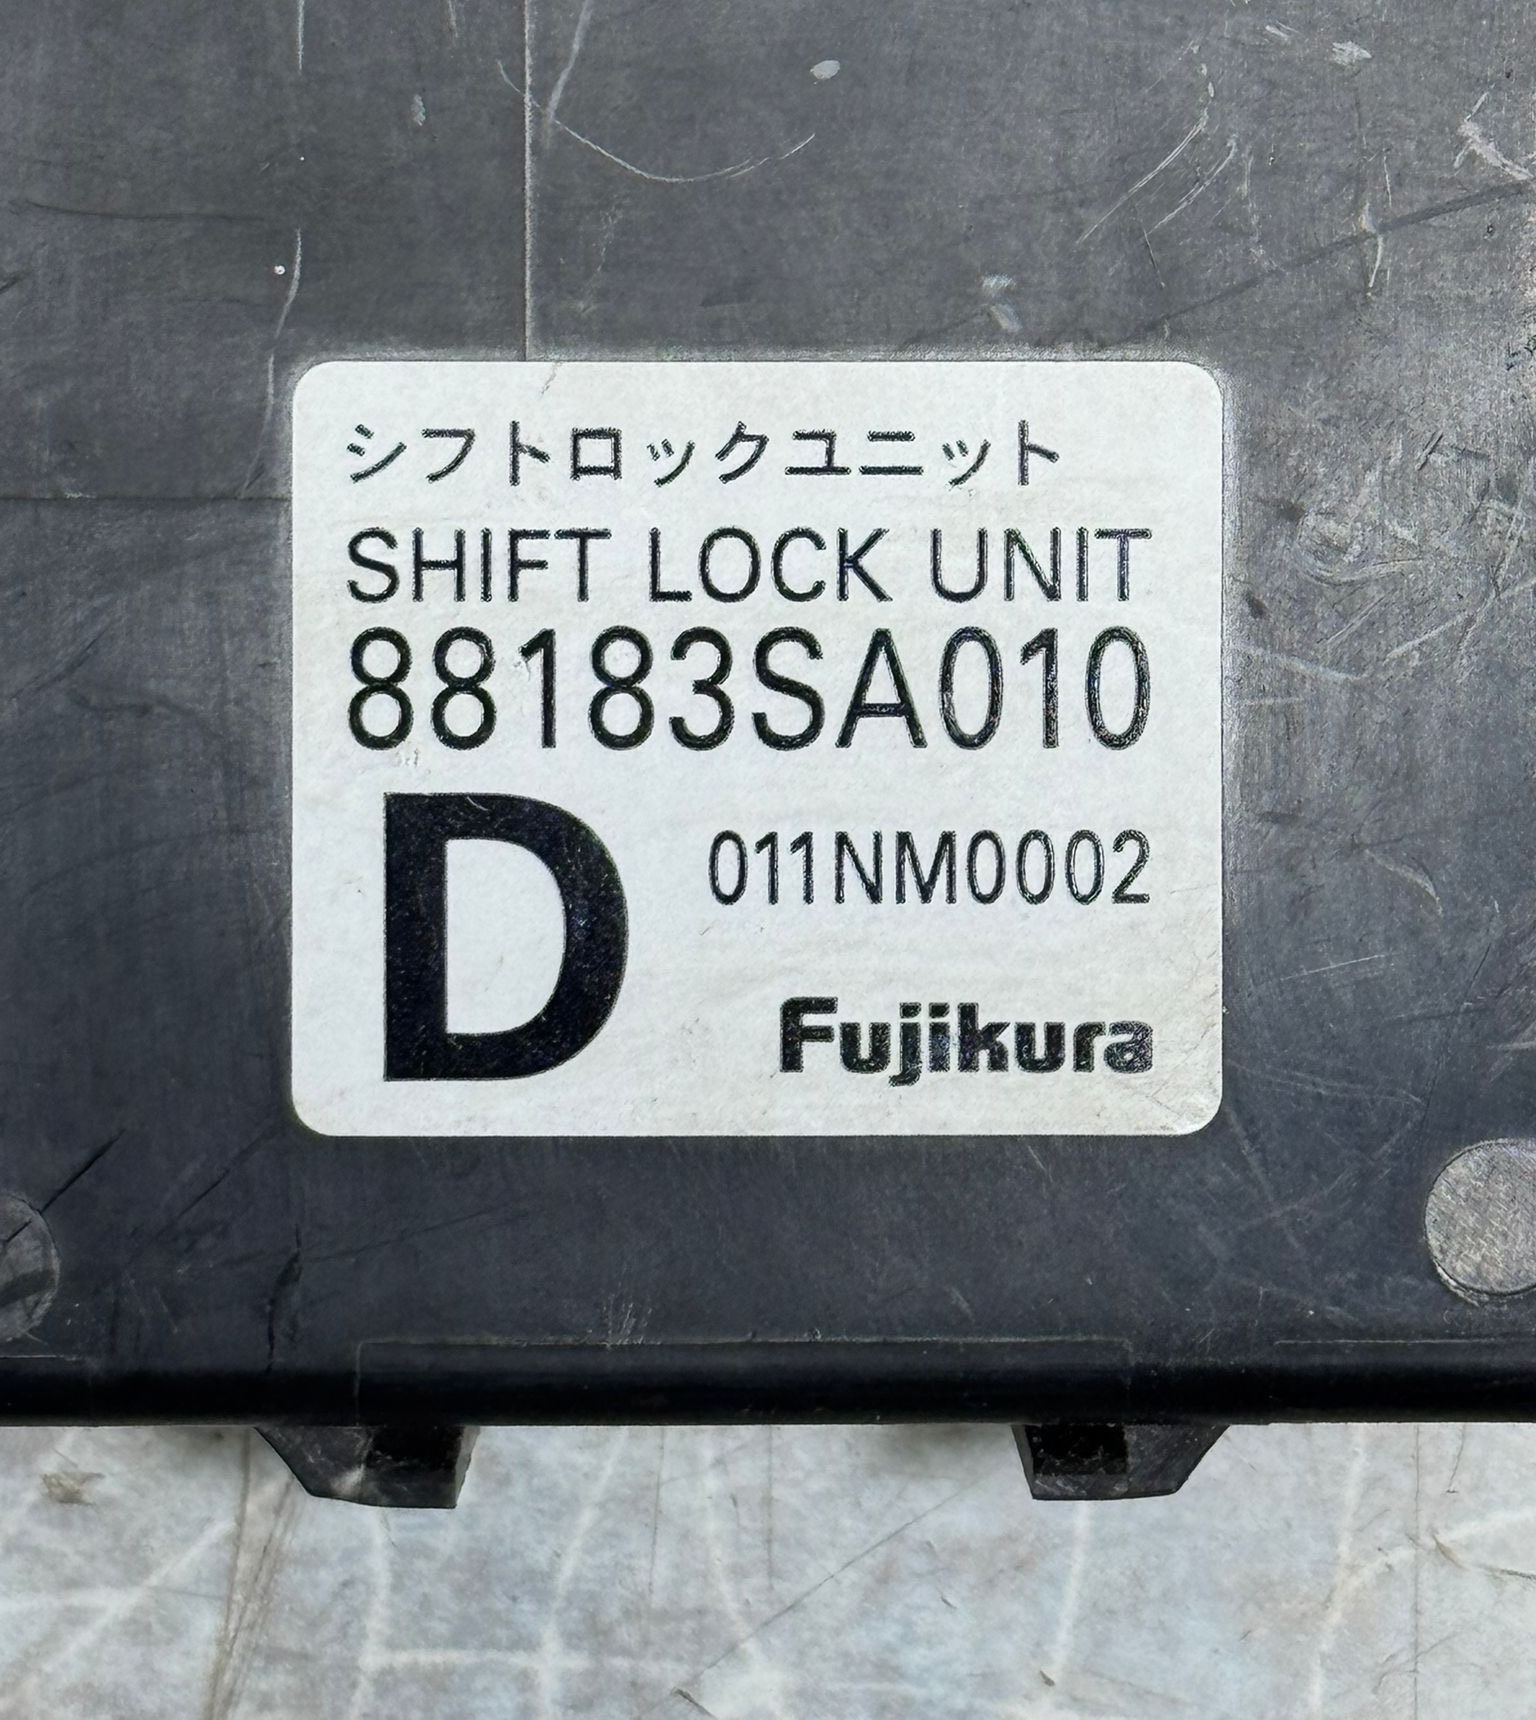 シフトロックユニット
SHIFT LOCK UNIT
88183SA010
D 011NM0002
Fujikura